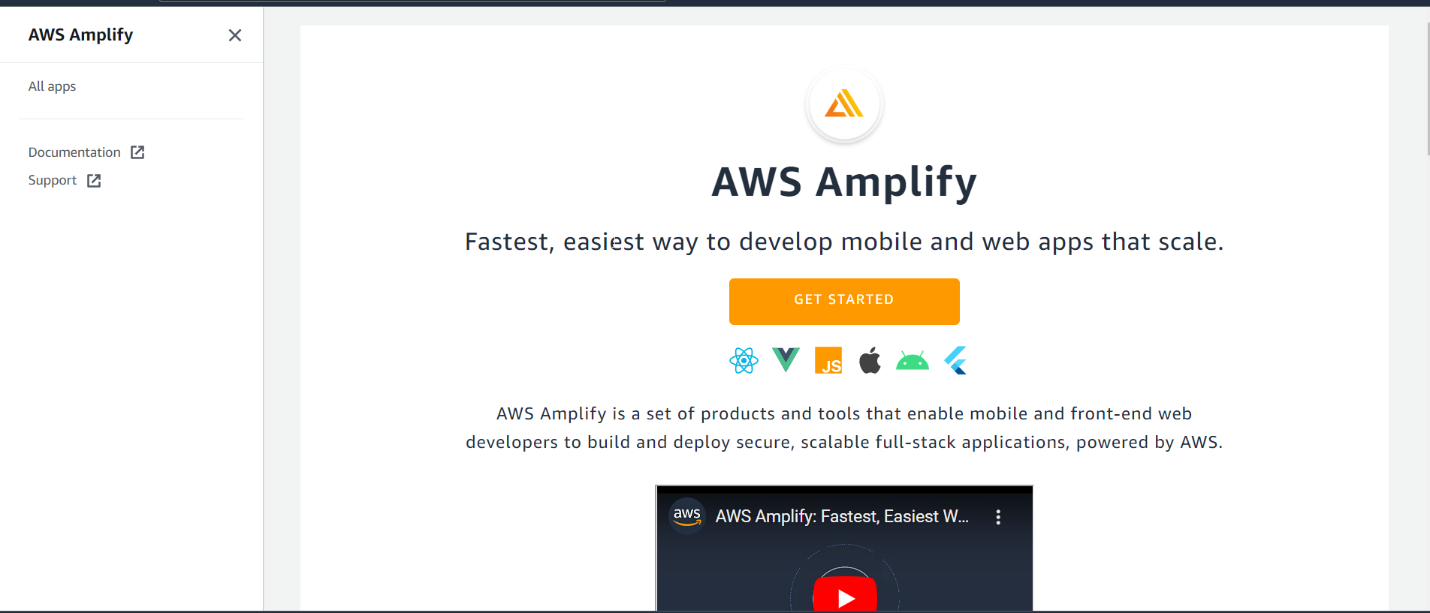 AWS Amplify
All apps
Documentation
Support
AWS Amplify
Fastest, easiest way to develop mobile and web apps that scale.
GET STARTED
JS
AWS Amplify is a set of products and tools that enable mobile and front-end web
developers to build and deploy secure, scalable full-stack applications, powered by AWS.
aws AWS Amplify: Fastest, Easiest W...